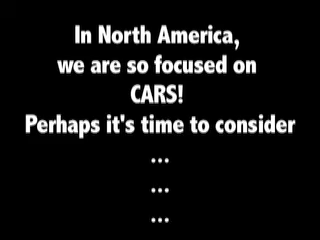 In North America,
we are so focused on
CARS!
Perhaps it's time to consider
...
...
...